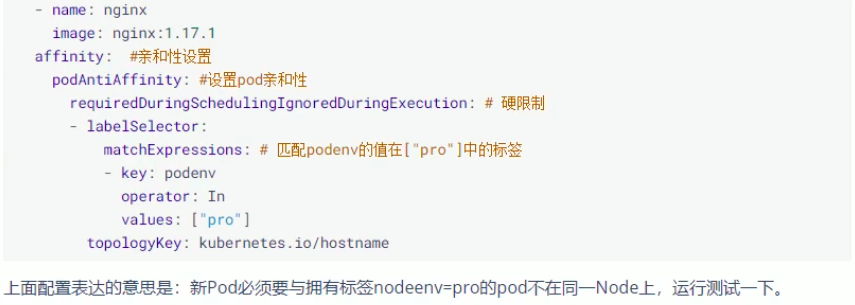 - name: nginx
image: nginx:1.17.1
affinity:  #亲和性设置
podAntiAffinity: #设置pod亲和性
requiredDuringSchedulingIgnoredDuringExecution: # 硬限制
- labelSelector:
matchExpressions: # 匹配podenv的值在["pro"]中的标签
- key: podenv
operator: In
values: ["pro"]
topologyKey: kubernetes.io/hostname
上面配置表达的意思是：新Pod必须要与拥有标签nodeenv=pro的pod不在同一Node上，运行测试一下。